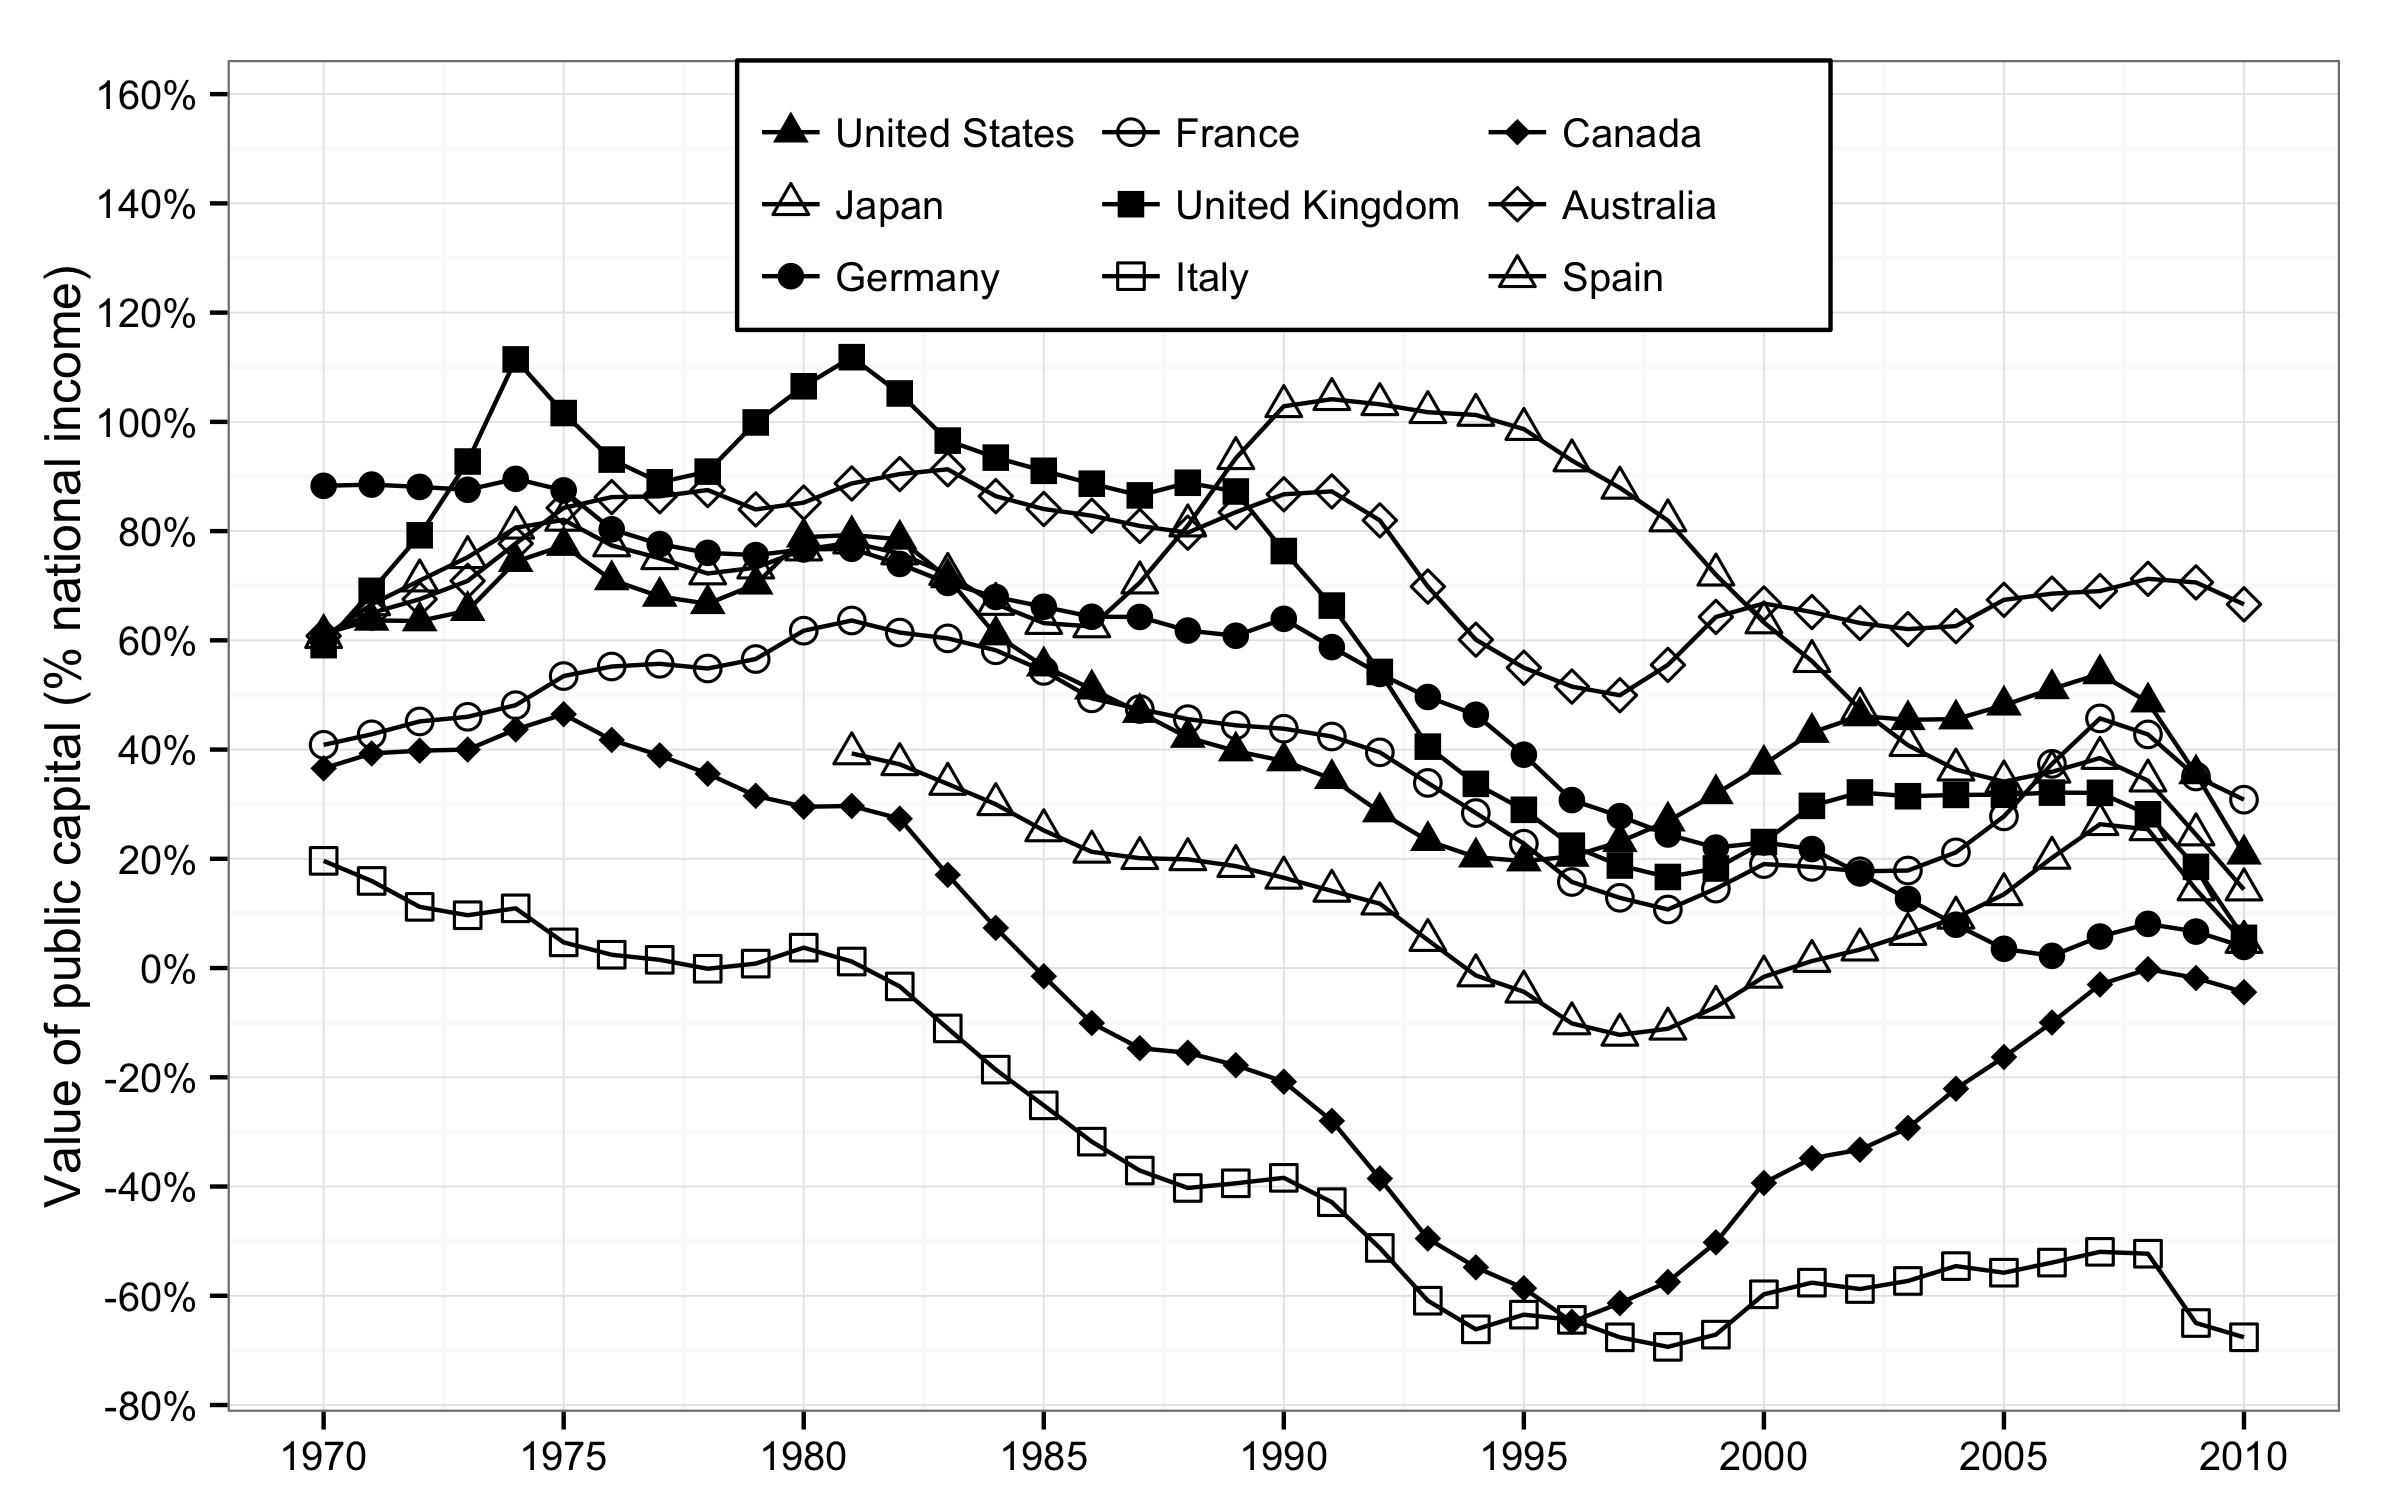 Value of public capital (% national income)
160%
140%
120%
100%
80%
60%
40%
20%
0%
-20%
-40%
-60%
-80%
United States France Canada
Japan United Kingdom Australia
Germany Italy Spain
1970 1975 1980 1985 1990 1995 2000 2005 2010